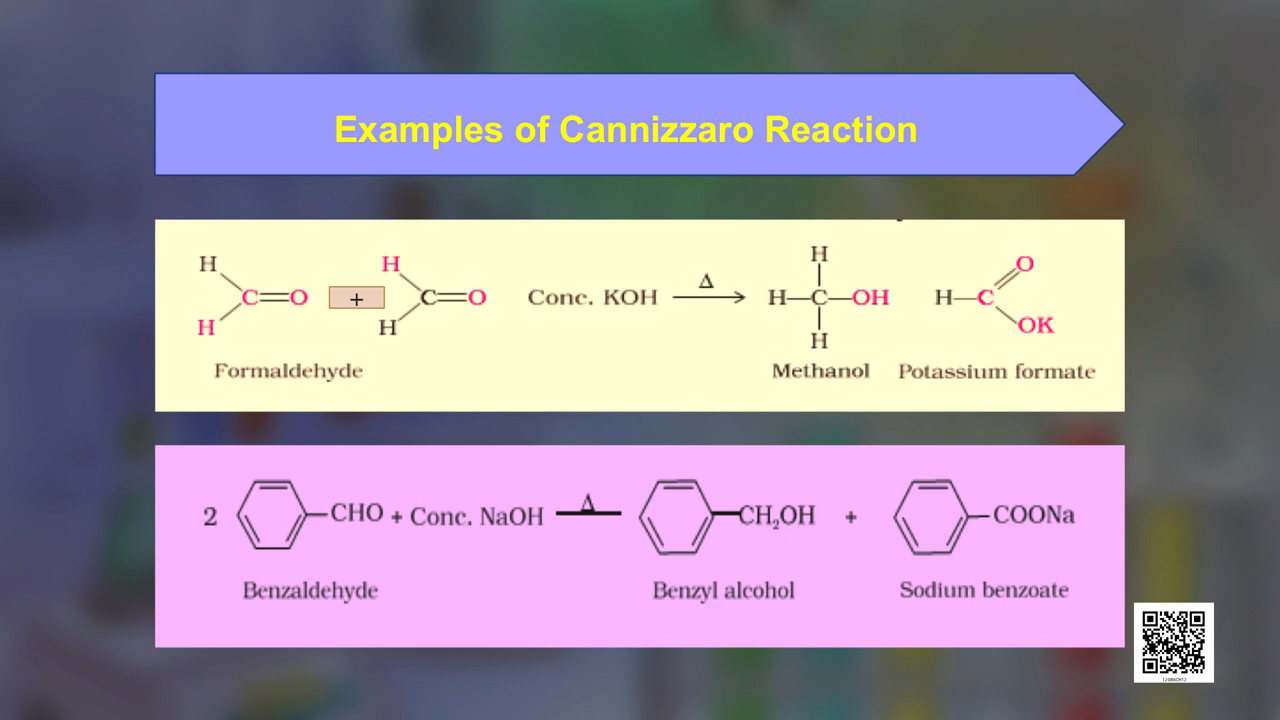 Examples of Cannizzaro Reaction
H H H O
C=O + C=O Conc. KOH Δ → H—C—OH H—C
H H H OK
Formaldehyde Methanol Potassium formate
2 —CHO + Conc. NaOH Δ —CH₂OH + —COONa
Benzaldehyde Benzyl alcohol Sodium benzoate